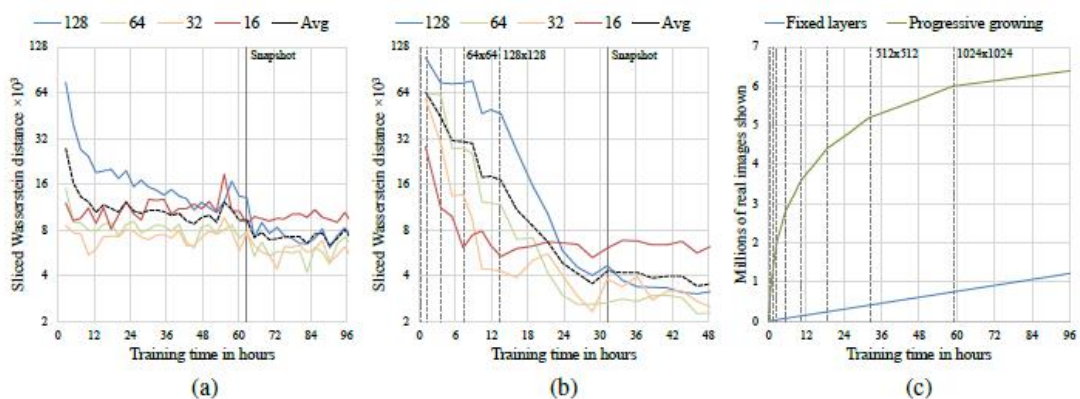 128 64 32 16 Avg
128
64
32
16
8
4
2
Snapshot
0 12 24 36 48 60 72 84 96
Sliced Wasserstein distance ×10³
Training time in hours
(a)
128 64 32 16 Avg
128
64
32
16
8
4
2
64x64 128x128 Snapshot
0 6 12 18 24 30 36 42 48
Sliced Wasserstein distance ×10³
Training time in hours
(b)
Fixed layers Progressive growing
7
6
5
4
3
2
1
0
512x512 1024x1024
0 12 24 36 48 60 72 84 96
Millions of real images shown
Training time in hours
(c)